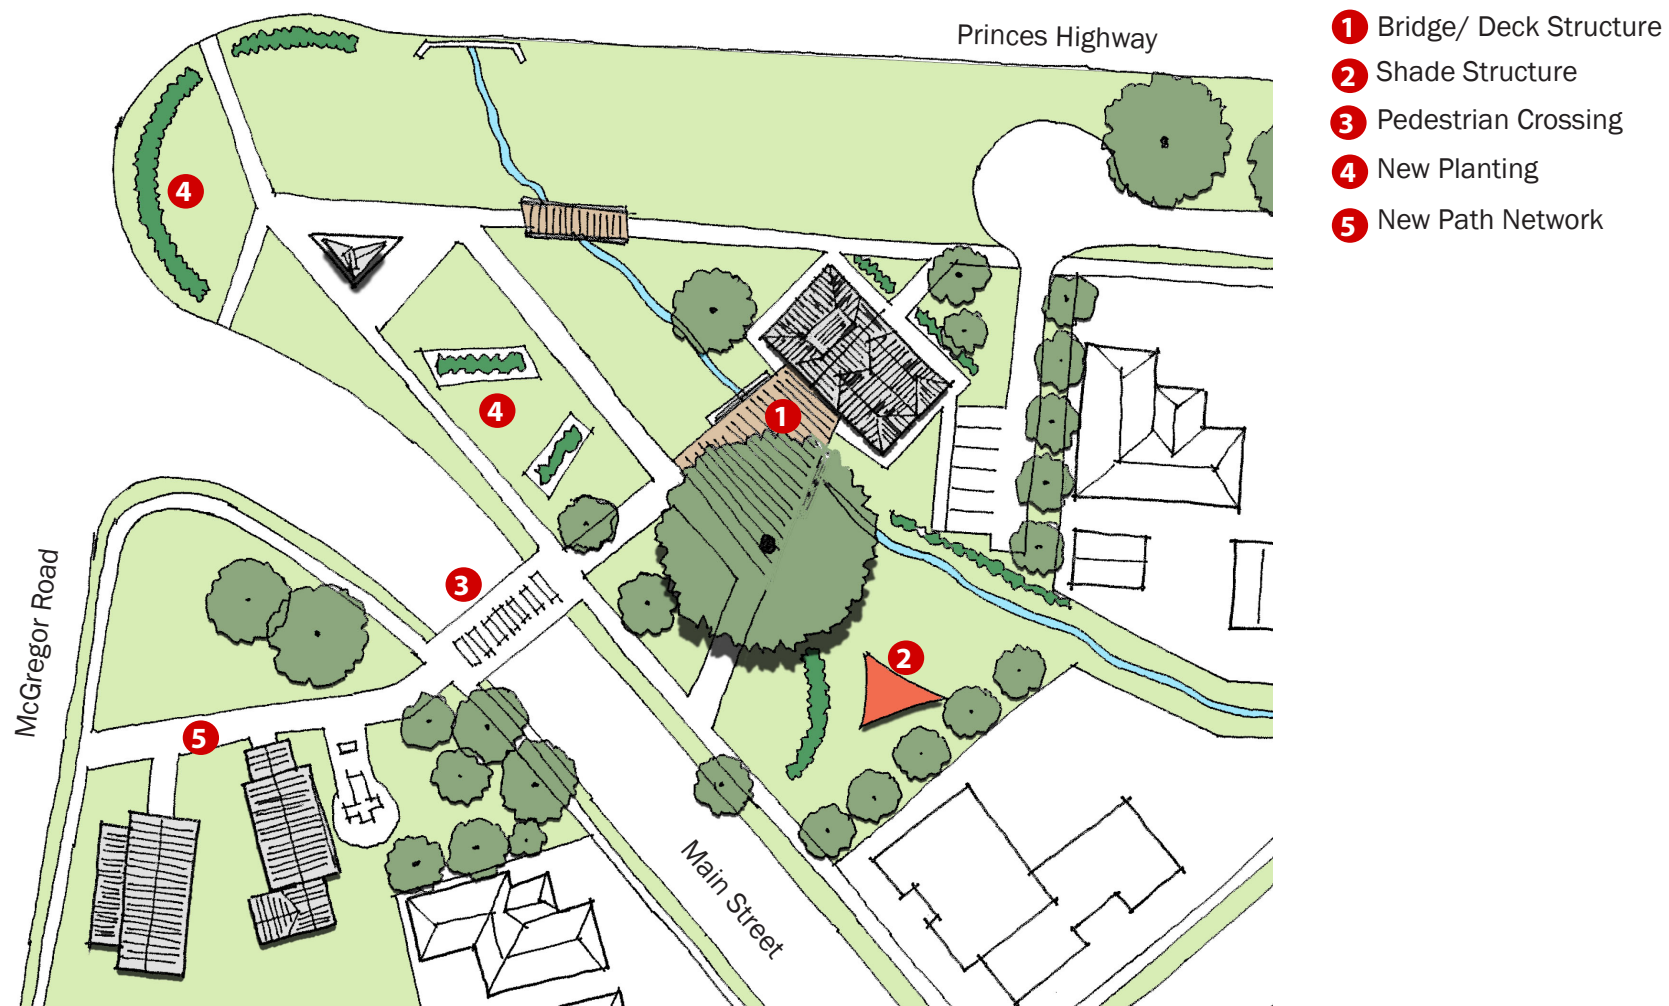 Princes Highway
1 Bridge/ Deck Structure
2 Shade Structure
3 Pedestrian Crossing
4 New Planting
5 New Path Network
4
1
4
3
2
5
McGregor Road
Main Street